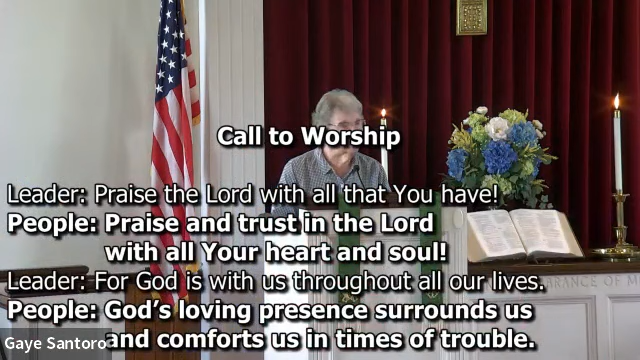 Call to Worship
Leader: Praise the Lord with all that You have!
People: Praise and trust in the Lord
with all Your heart and soul!
Leader: For God is with us throughout all our lives.
People: God's loving presence surrounds us
and comforts us in times of trouble.
Gaye Santoro